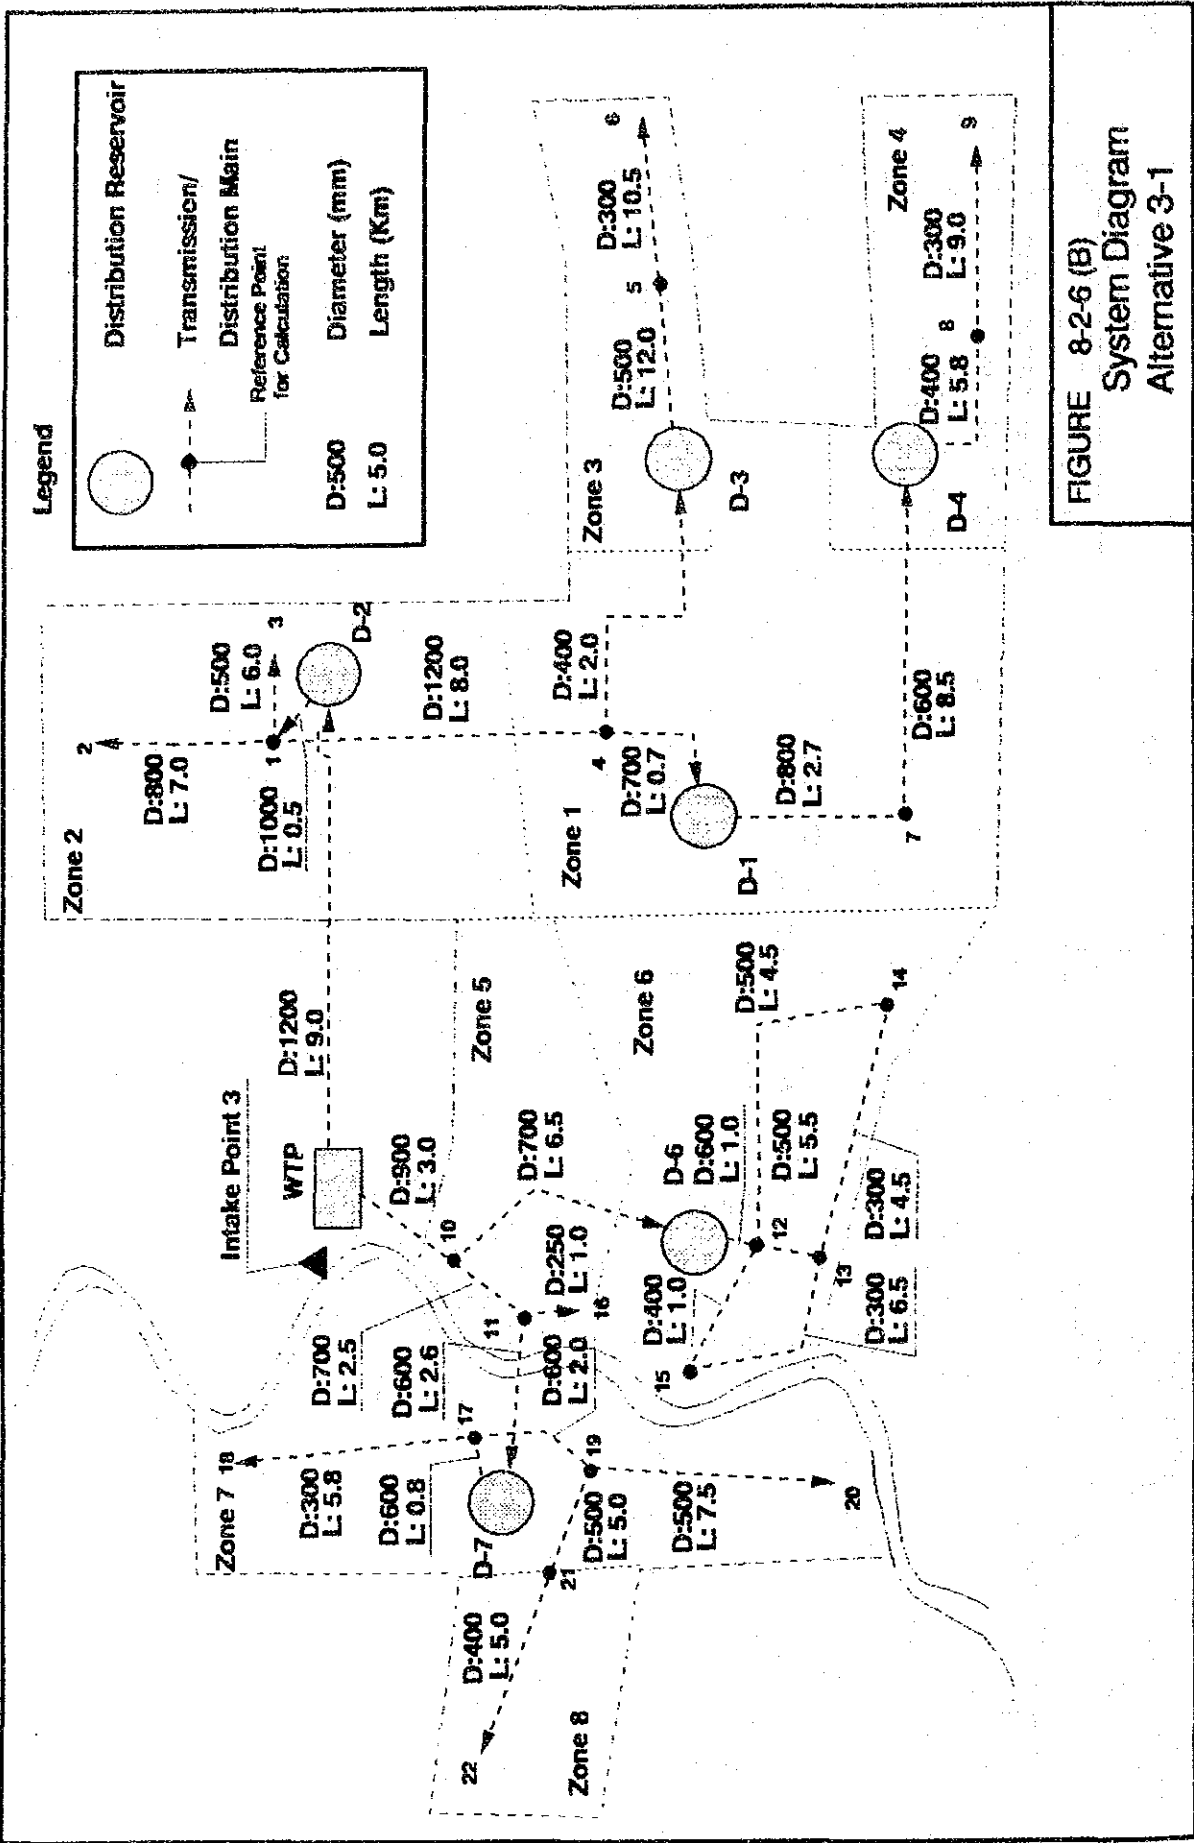 Legend
Distribution Reservoir
Transmission/
Distribution Main
Reference Point
for Calculation
D:500
Diameter (mm)
L: 5.0
Length (Km)
Zone 2
2
D:800
L: 7.0
D:500
L: 6.0
3
1
D:1000
L: 0.5
D-2
D:1200
L: 8.0
D:1200
L: 9.0
Intake Point 3
WTP
D:900
L: 3.0
Zone 5
10
D:700
L: 2.5
D:600
L: 2.6
11
D:700
L: 6.5
D:250
L: 1.0
16
D:600
L: 2.0
Zone 7
18
D:300
L: 5.8
17
D:600
L: 0.8
D-7
19
D:500
L: 5.0
D:500
L: 7.5
20
21
D:400
L: 5.0
22
Zone 8
Zone 1
4
D:400
L: 2.0
D:700
L: 0.7
D-1
D:800
L: 2.7
7
D:600
L: 8.5
Zone 3
D-3
D:500
L: 12.0
5
D:300
L: 10.5
6
Zone 4
D-4
D:400
L: 5.8
8
D:300
L: 9.0
9
Zone 6
D:500
L: 4.5
14
D-6
D:600
L: 1.0
D:500
L: 5.5
12
D:400
L: 1.0
15
13
D:300
L: 4.5
D:300
L: 6.5
FIGURE 8-2-6 (B)
System Diagram
Alternative 3-1